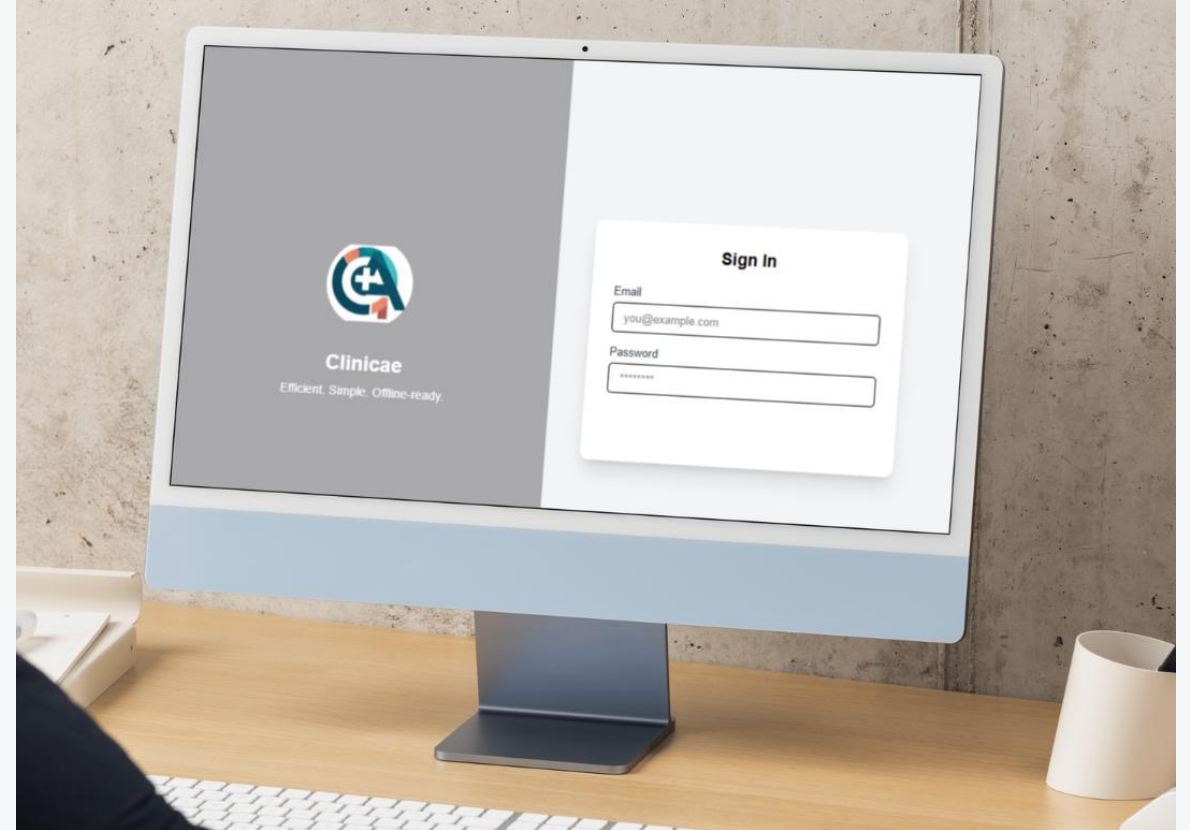 Clinicae
Efficient. Simple. Offline-ready.
Sign In
Email
you@example.com
Password
********